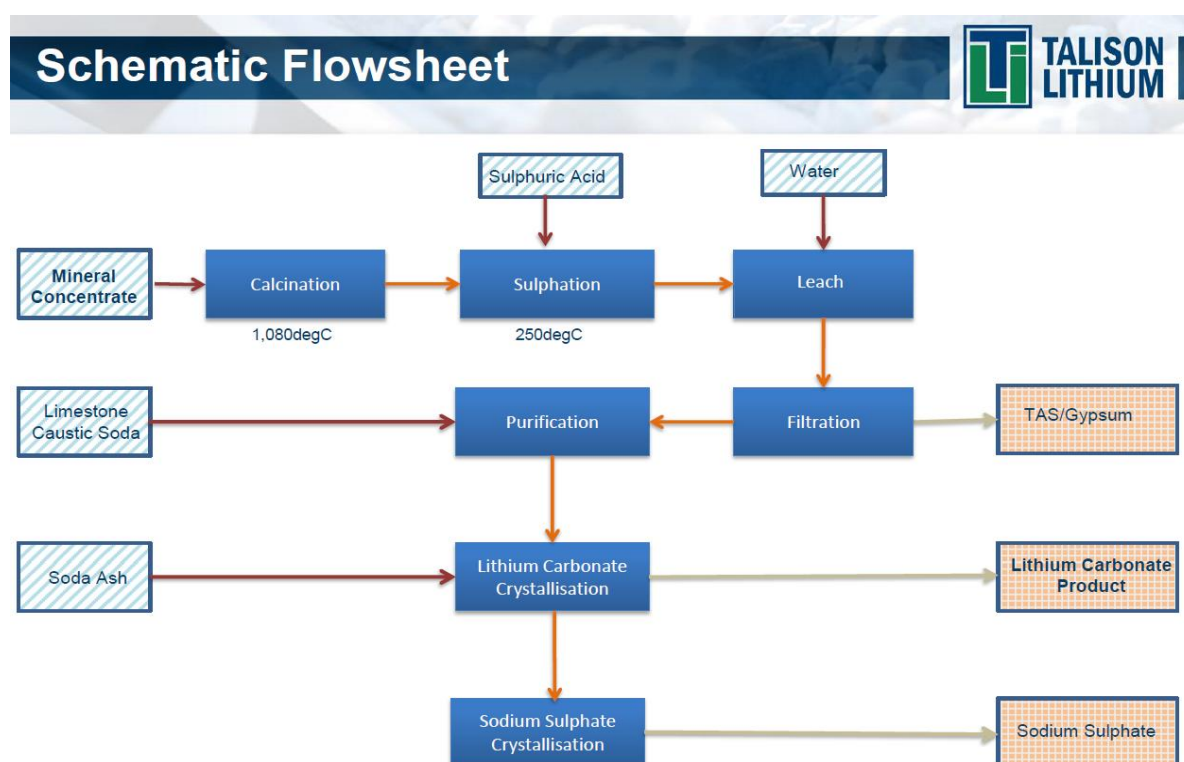 Schematic Flowsheet
TALISON
LITHIUM
Sulphuric Acid
Water
Mineral
Concentrate
Calcination
Sulphation
Leach
1,080degC
250degC
Limestone
Caustic Soda
Purification
Filtration
TAS/Gypsum
Soda Ash
Lithium Carbonate
Crystallisation
Lithium Carbonate
Product
Sodium Sulphate
Crystallisation
Sodium Sulphate